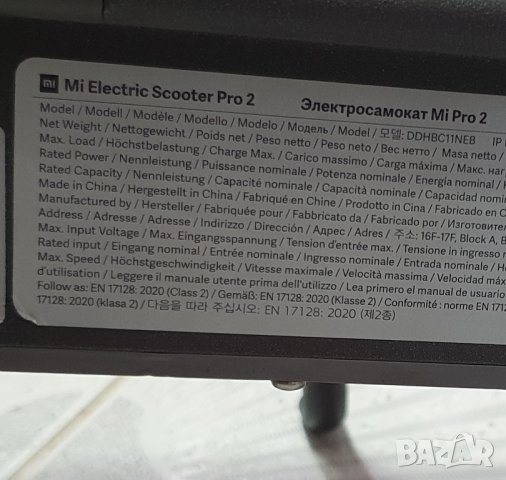 mi Mi Electric Scooter Pro 2 Электросамокат Mi Pro 2
Model / Modell / Modèle / Modello / Modelo / Модель / Model / 모델: DDHBC11NEB IP
Net Weight / Nettogewicht / Poids net / Peso netto / Peso neto / Вес нетто / Masa netto /
Max. Load / Höchstbelastung / Charge Max. / Carico massimo / Carga máxima / Макс. наг
Rated Power / Nennleistung / Puissance nominale / Potenza nominale / Energía nominal /
Rated Capacity / Nennleistung / Capacité nominale / Capacità nominale / Capacidad nomin
Made in China / Hergestellt in China / Fabriqué en Chine / Prodotto in Cina / Fabricado en C
Manufactured by / Hersteller / Fabriquée pour / Fabbricato da / Fabricado por / Изготовител
Address / Adresse / Adresse / Indirizzo / Dirección / Адрес / Adres / 주소: 16F-17F, Block A, B
Max. Input Voltage / Max. Eingangsspannung / Tension d'entrée max. / Tensione in ingresso
Rated input / Eingang nominal / Entrée nominale / Ingresso nominale / Entrada nominal / Но
Max. Speed / Höchstgeschwindigkeit / Vitesse maximale / Velocità massima / Velocidad máx
d'utilisation / Leggere il manuale utente prima dell'utilizzo / Lea primero el manual de usuario
Follow as: EN 17128: 2020 (Class 2) / Gemäß: EN 17128: 2020 (Klasse 2) / Conformité : norme EN 1712
17128: 2020 (klasa 2) / 다음을 따라 주십시오: EN 17128: 2020 (제2종)
BAZAR
bazar.bg